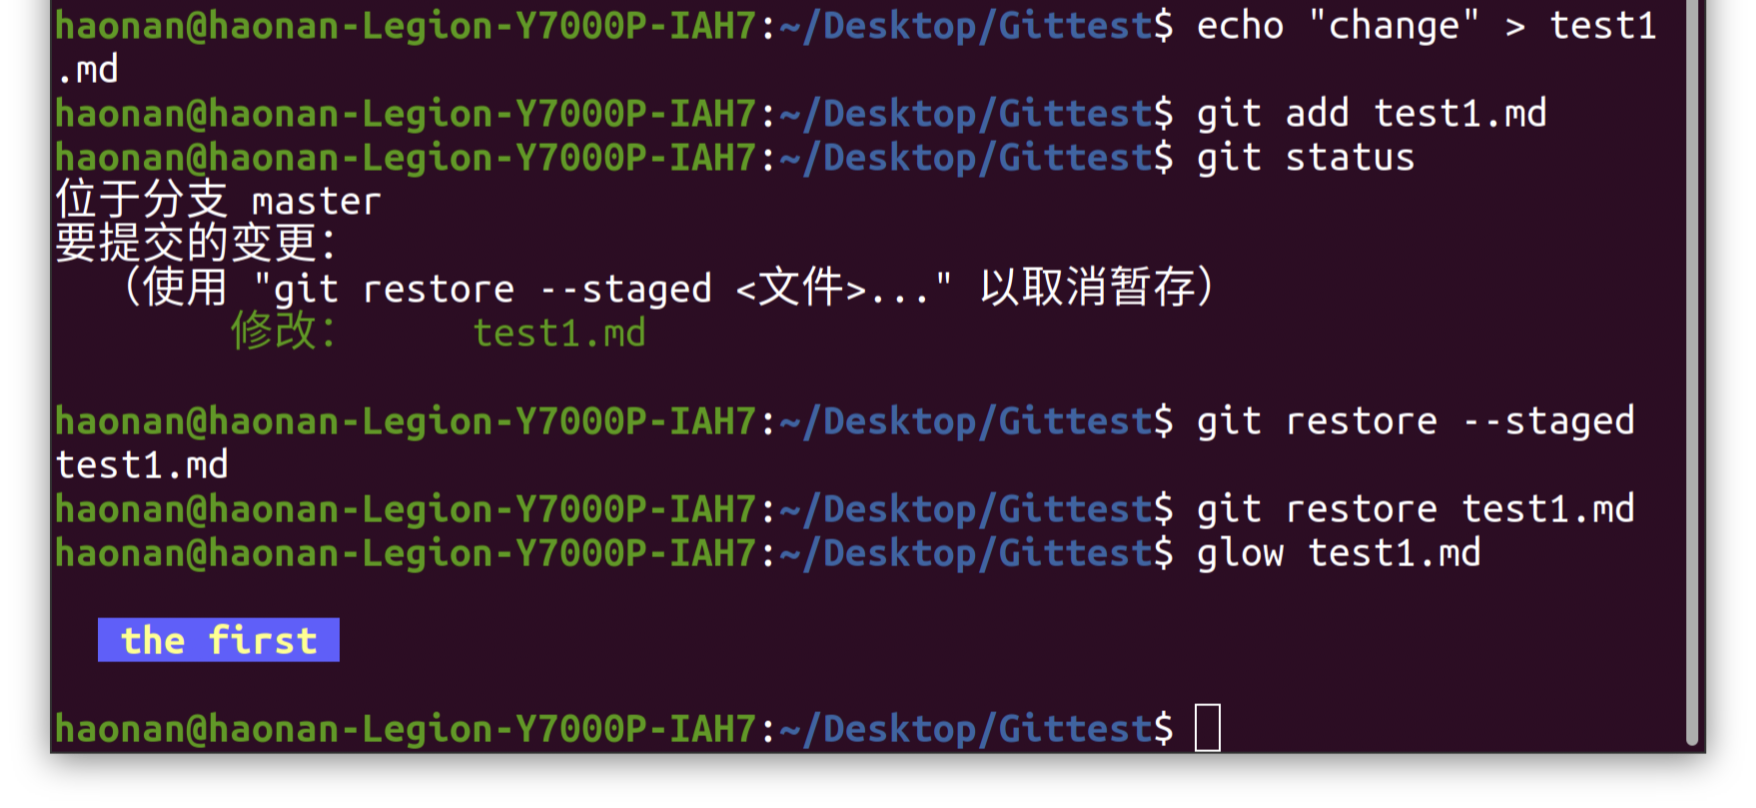 haonan@haonan-Legion-Y7000P-IAH7:~/Desktop/Gittest$ echo "change" > test1
.md
haonan@haonan-Legion-Y7000P-IAH7:~/Desktop/Gittest$ git add test1.md
haonan@haonan-Legion-Y7000P-IAH7:~/Desktop/Gittest$ git status
位于分支 master
要提交的变更：
  （使用 "git restore --staged <文件>..." 以取消暂存）
        修改：     test1.md

haonan@haonan-Legion-Y7000P-IAH7:~/Desktop/Gittest$ git restore --staged
test1.md
haonan@haonan-Legion-Y7000P-IAH7:~/Desktop/Gittest$ git restore test1.md
haonan@haonan-Legion-Y7000P-IAH7:~/Desktop/Gittest$ glow test1.md

the first

haonan@haonan-Legion-Y7000P-IAH7:~/Desktop/Gittest$